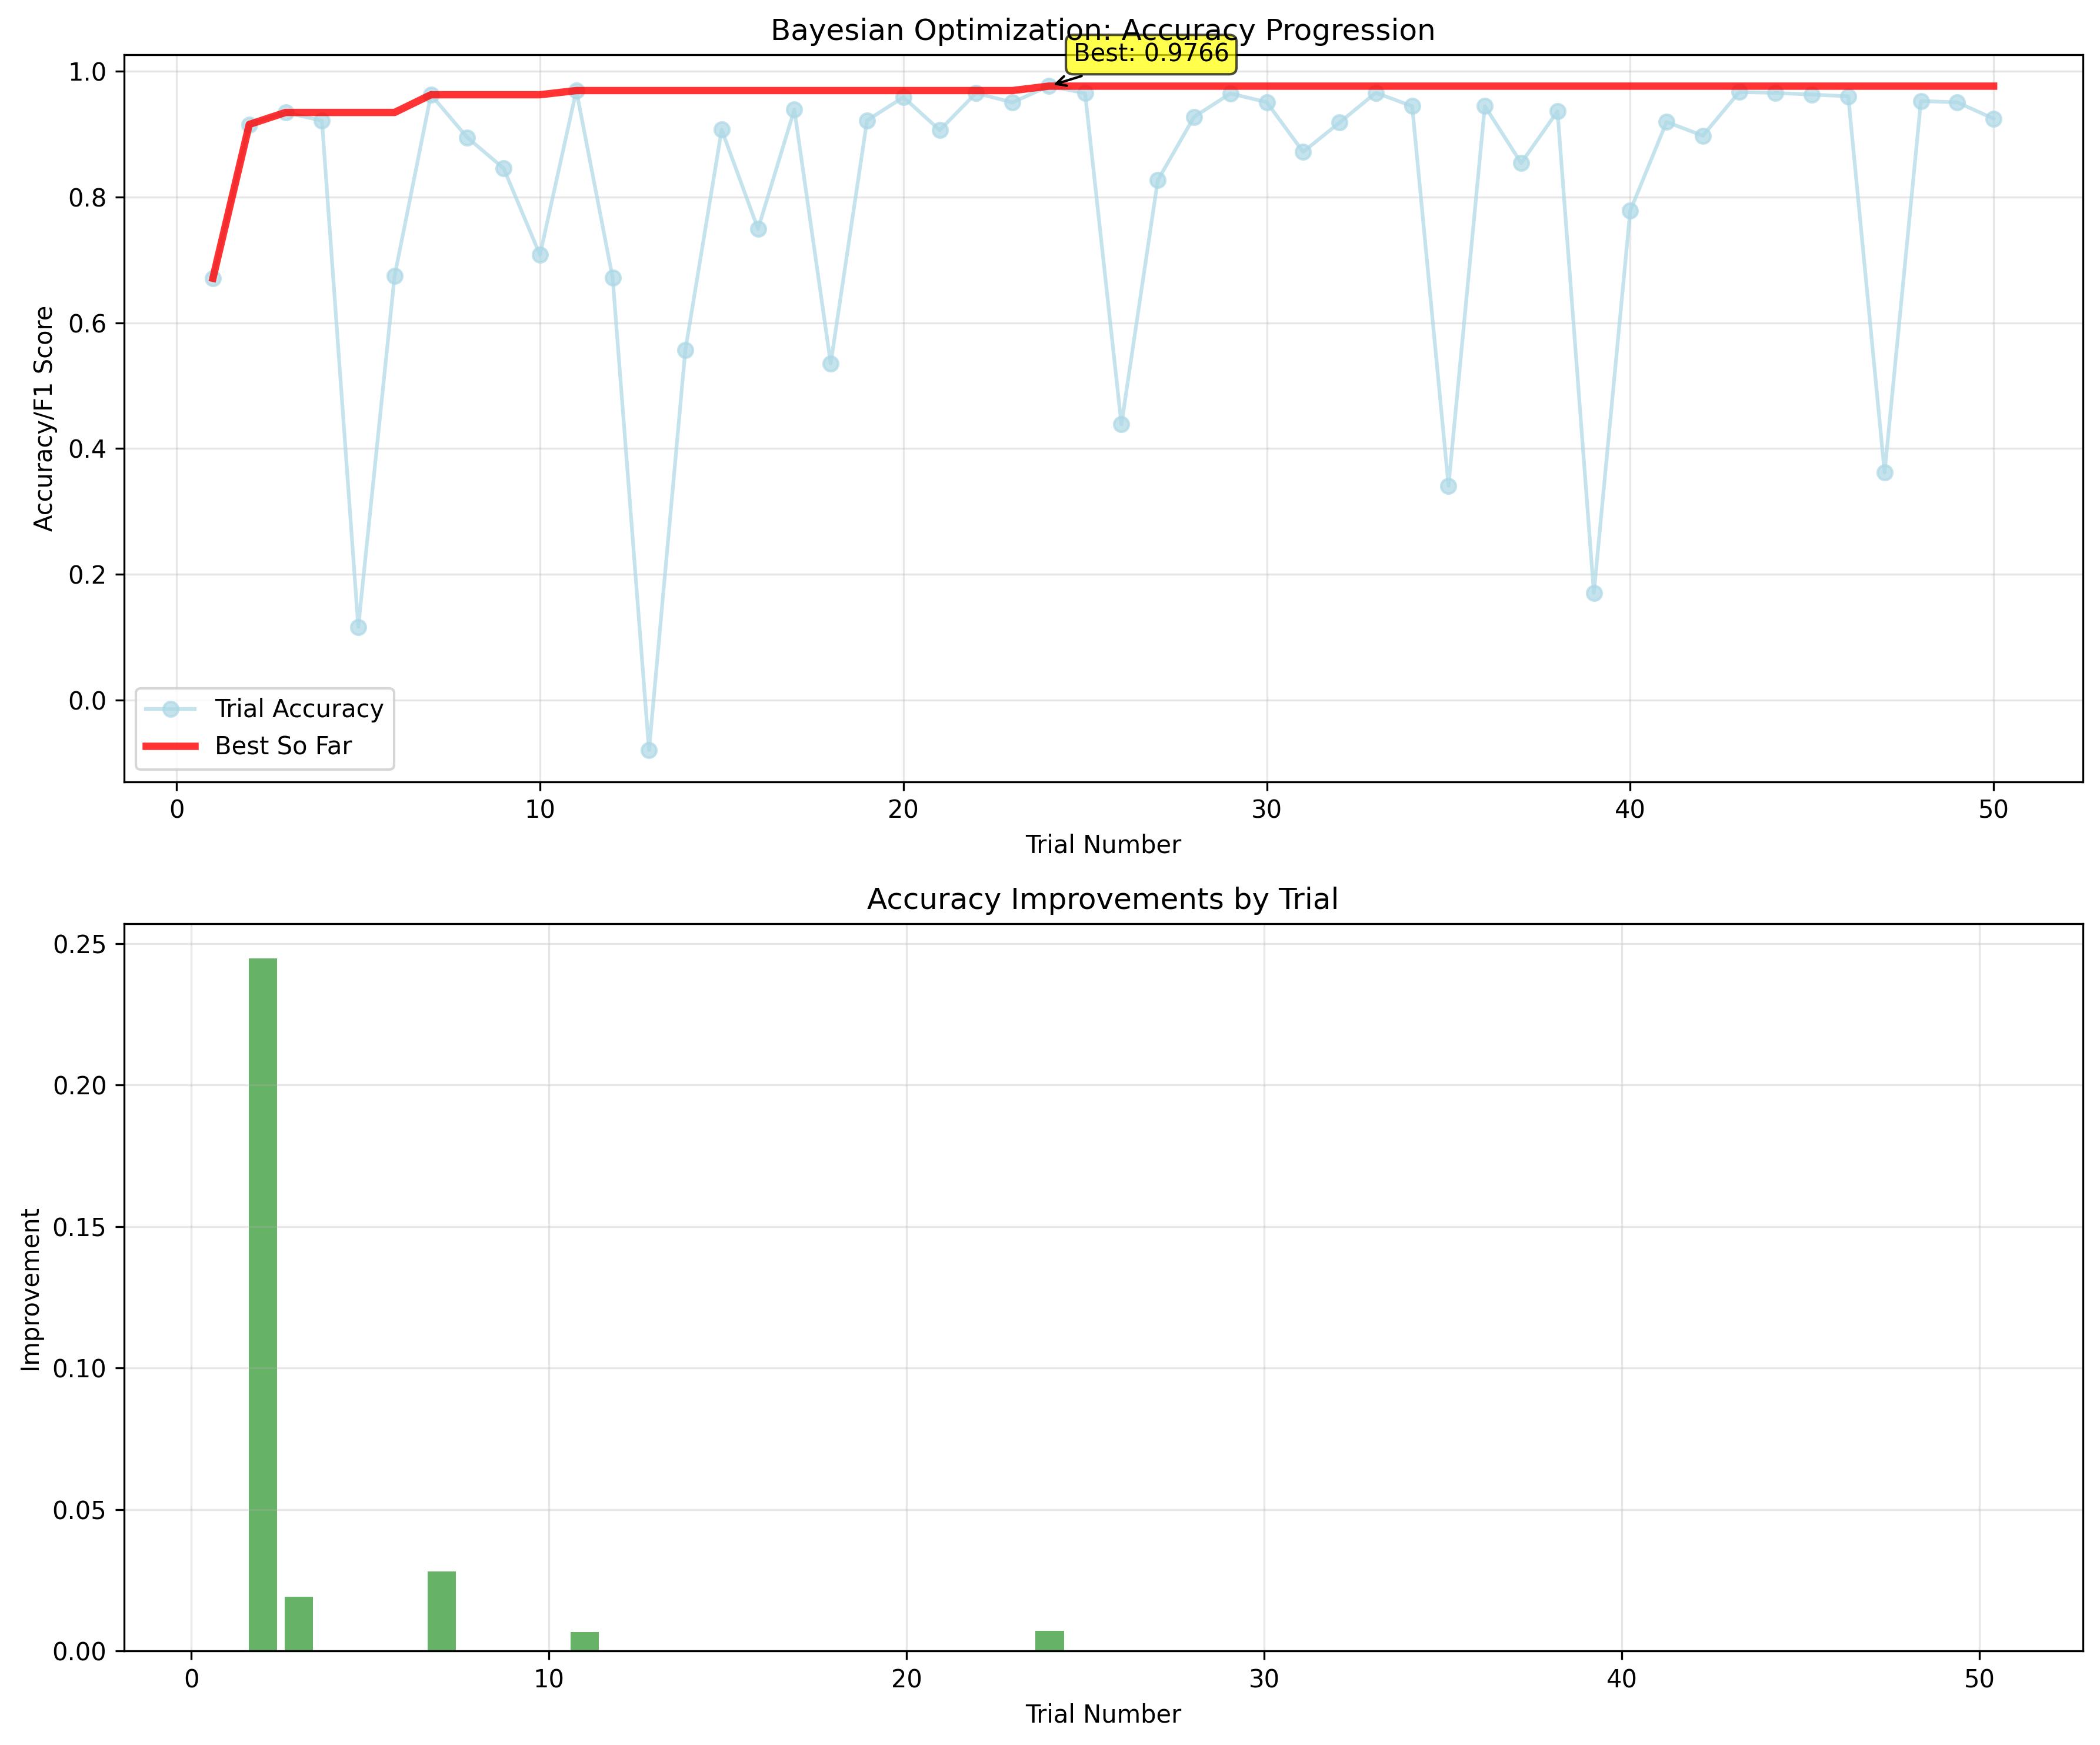 Bayesian Optimization: Accuracy Progression
Best: 0.9766
1.0
0.8
0.6
0.4
0.2
0.0
Accuracy/F1 Score
Trial Accuracy
Best So Far
0 10 20 30 40 50
Trial Number
Accuracy Improvements by Trial
0.25
0.20
0.15
0.10
0.05
0.00
Improvement
0 10 20 30 40 50
Trial Number